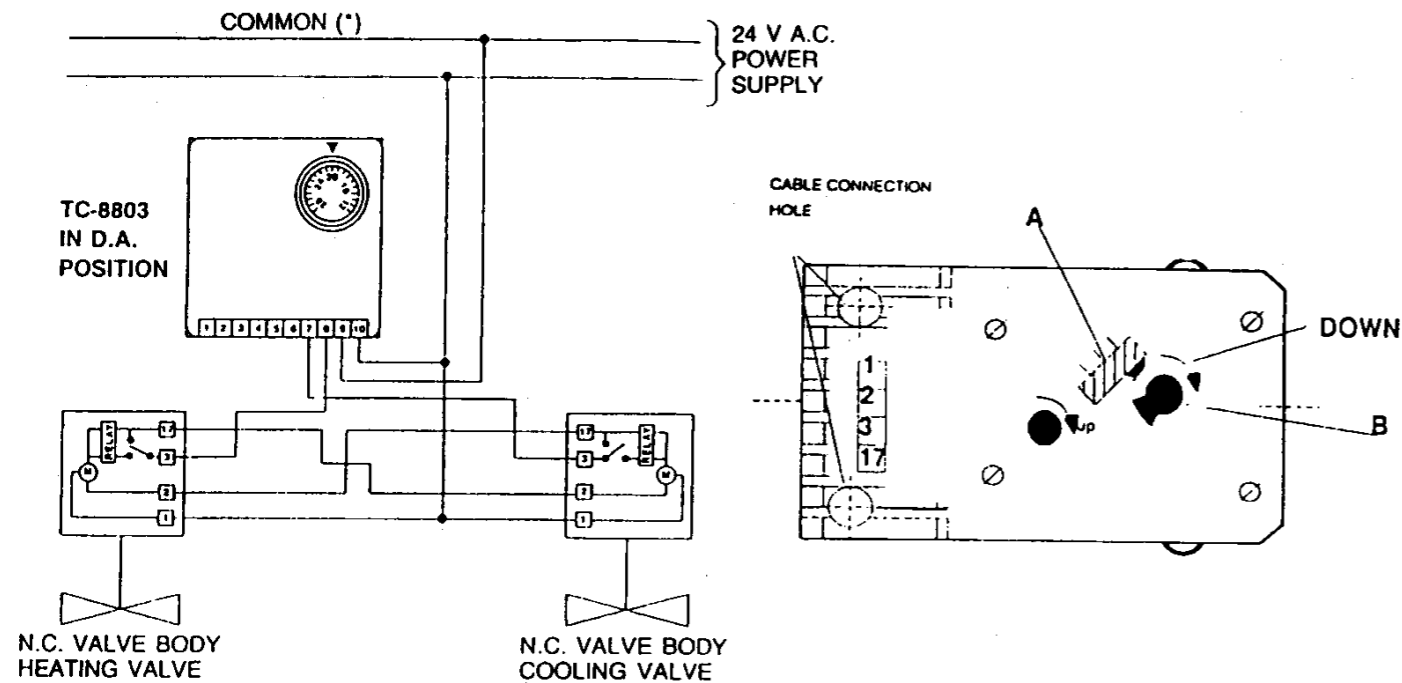 COMMON (*)
24 V A.C.
POWER
SUPPLY
TC-8803
IN D.A.
POSITION
1 2 3 4 5 6 7 8 9 10
RELAY
M
17
3
2
1
17
3
2
1
RELAY
M
N.C. VALVE BODY
HEATING VALVE
N.C. VALVE BODY
COOLING VALVE
CABLE CONNECTION
HOLE
A
DOWN
B
up
1
2
3
17